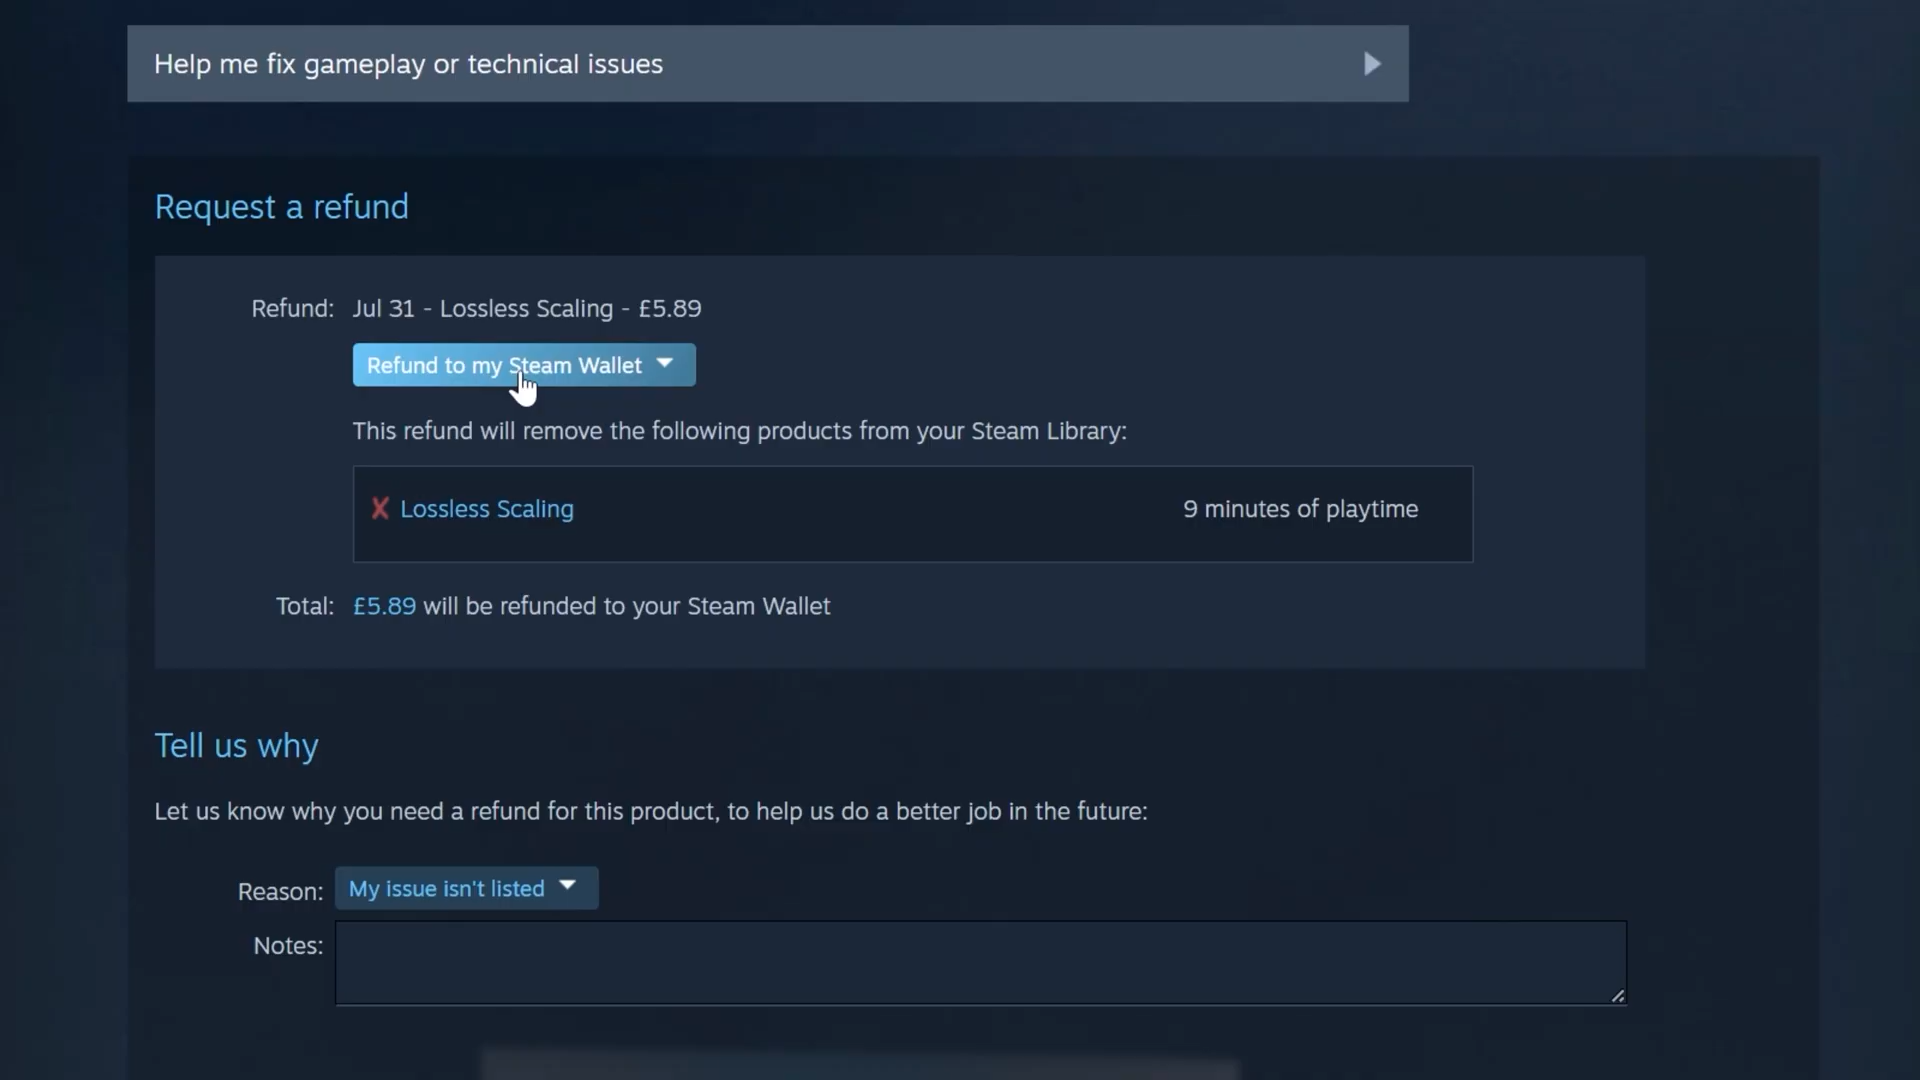 Help me fix gameplay or technical issues
Request a refund
Refund: Jul 31 - Lossless Scaling - £5.89
Refund to my Steam Wallet
This refund will remove the following products from your Steam Library:
X Lossless Scaling 9 minutes of playtime
Total: £5.89 will be refunded to your Steam Wallet
Tell us why
Let us know why you need a refund for this product, to help us do a better job in the future:
Reason: My issue isn't listed
Notes: